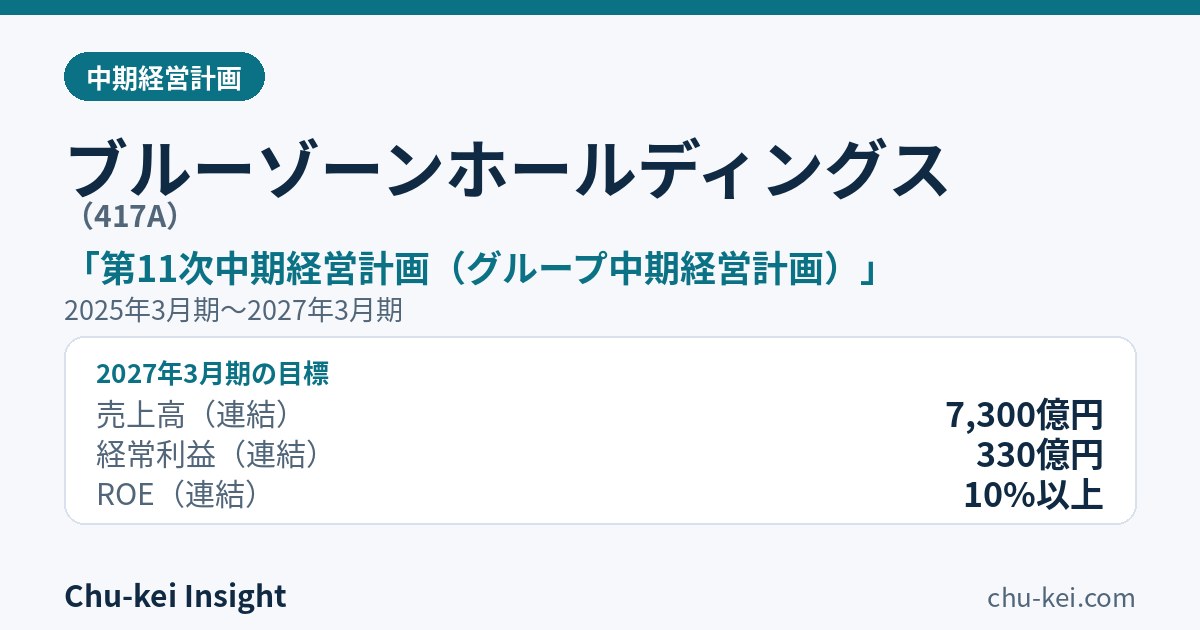 中期経営計画
ブルーゾーンホールディングス
（417A）
「第11次中期経営計画（グループ中期経営計画）」
2025年3月期〜2027年3月期
2027年3月期の目標
売上高（連結） 7,300億円
経常利益（連結） 330億円
ROE（連結） 10%以上
Chu-kei Insight chu-kei.com